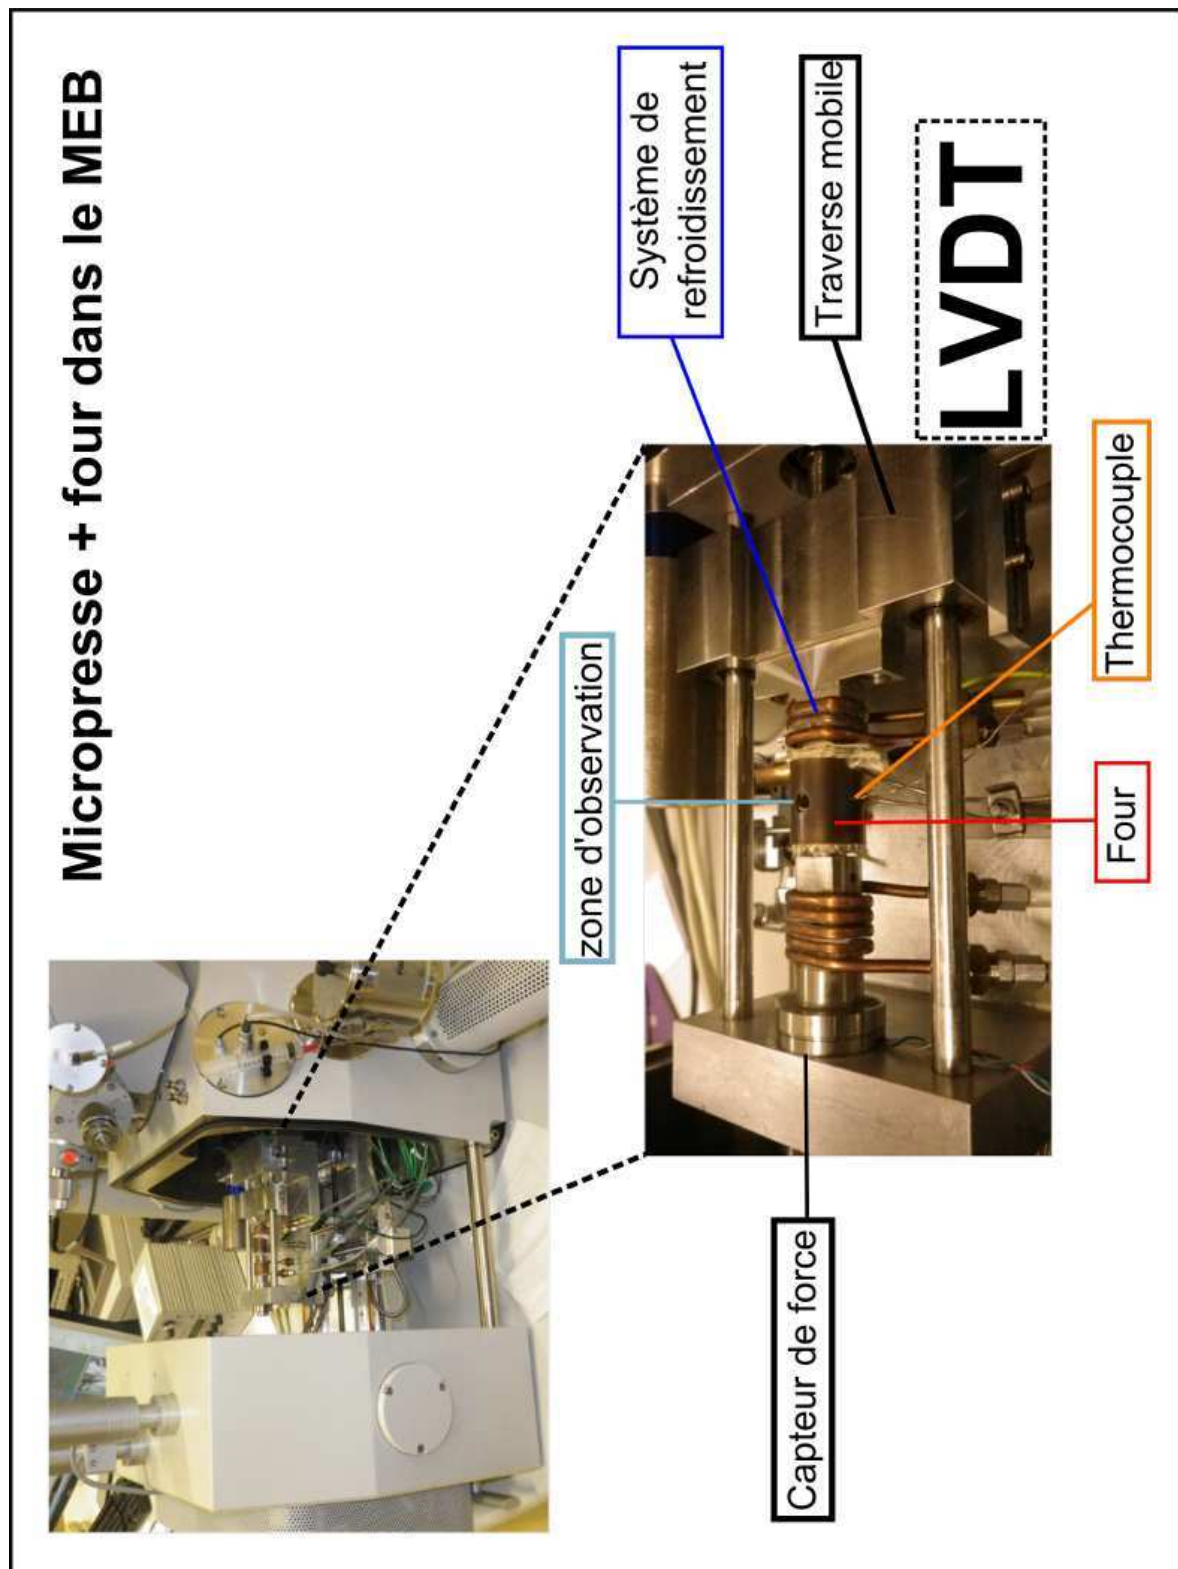 Micropresse + four dans le MEB
zone d'observation
Système de
refroidissement
Capteur de force
Traverse mobile
LVDT
Four
Thermocouple